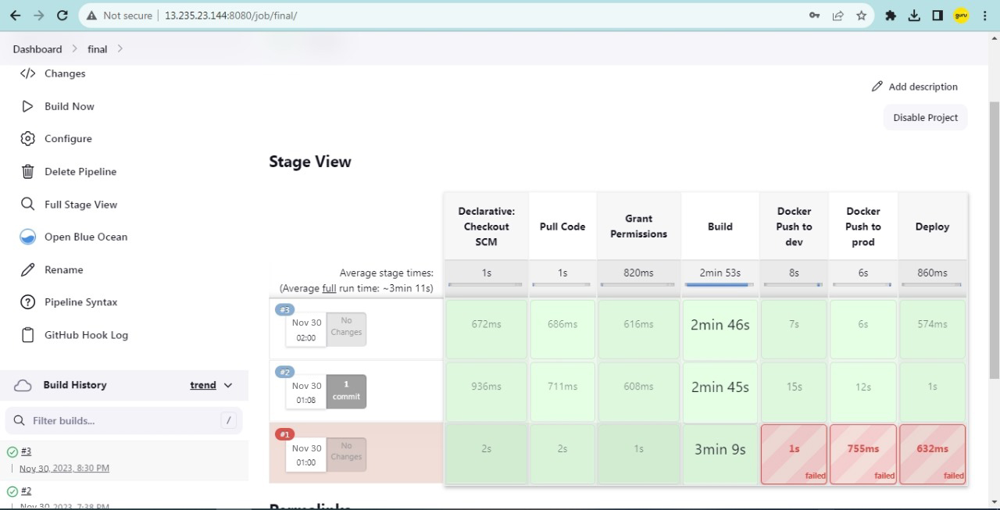 Not secure
13.235.23.144:8080/job/final/
guru
Dashboard
final
Changes
Build Now
Configure
Delete Pipeline
Full Stage View
Open Blue Ocean
Rename
Pipeline Syntax
GitHub Hook Log
Build History
trend
Filter builds...
/
#3
Nov 30, 2023, 8:30 PM
#2
Nov 30, 2023, 7:38 PM
Add description
Disable Project
Stage View
Declarative:
Checkout
SCM
Pull Code
Grant
Permissions
Build
Docker
Push to
dev
Docker
Push to
prod
Deploy
Average stage times:
(Average full run time: ~3min 11s)
1s
1s
820ms
2min 53s
8s
6s
860ms
#3
Nov 30
02:00
No
Changes
672ms
686ms
616ms
2min 46s
7s
6s
574ms
#2
Nov 30
01:08
1
commit
936ms
711ms
608ms
2min 45s
15s
12s
1s
#1
Nov 30
01:00
No
Changes
2s
2s
1s
3min 9s
1s
failed
755ms
failed
632ms
failed
Permalinks